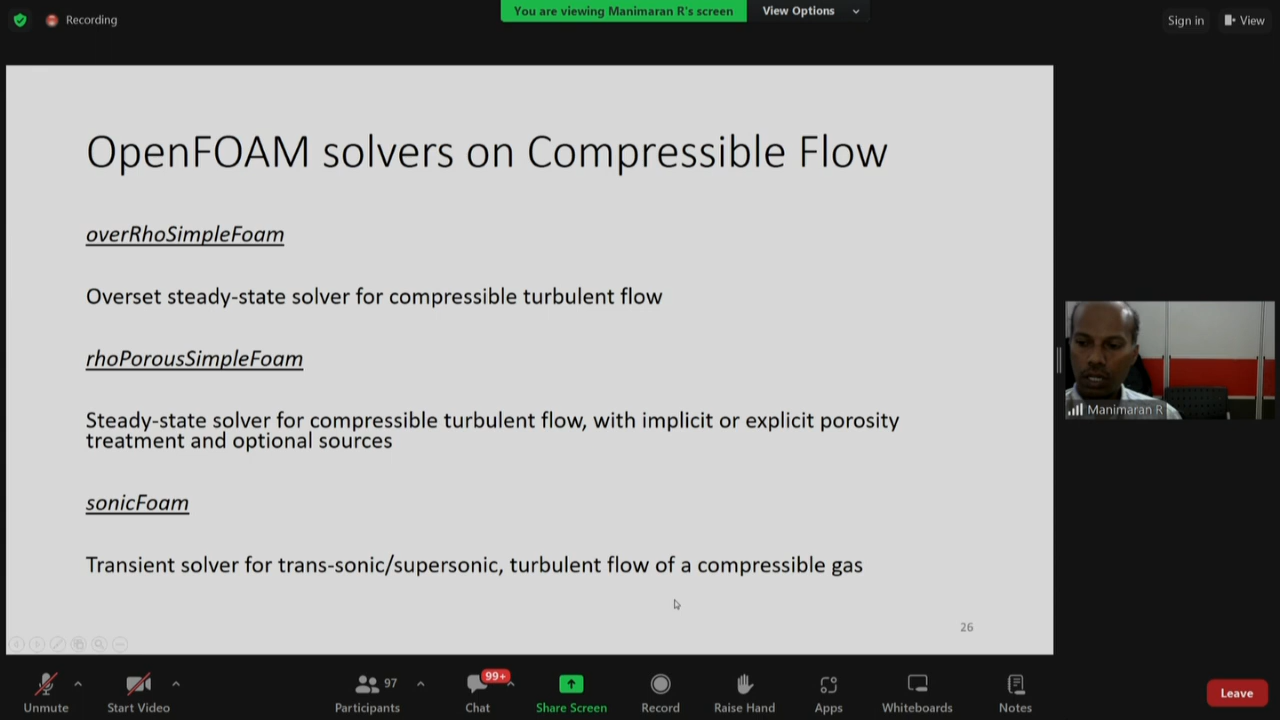 Recording
You are viewing Manimaran R's screen
View Options
Sign in
View
OpenFOAM solvers on Compressible Flow
overRhoSimpleFoam
Overset steady-state solver for compressible turbulent flow
rhoPorousSimpleFoam
Steady-state solver for compressible turbulent flow, with implicit or explicit porosity
treatment and optional sources
sonicFoam
Transient solver for trans-sonic/supersonic, turbulent flow of a compressible gas
26
Manimaran R
Unmute
Start Video
97
Participants
99+
Chat
Share Screen
Record
Raise Hand
Apps
Whiteboards
Notes
Leave